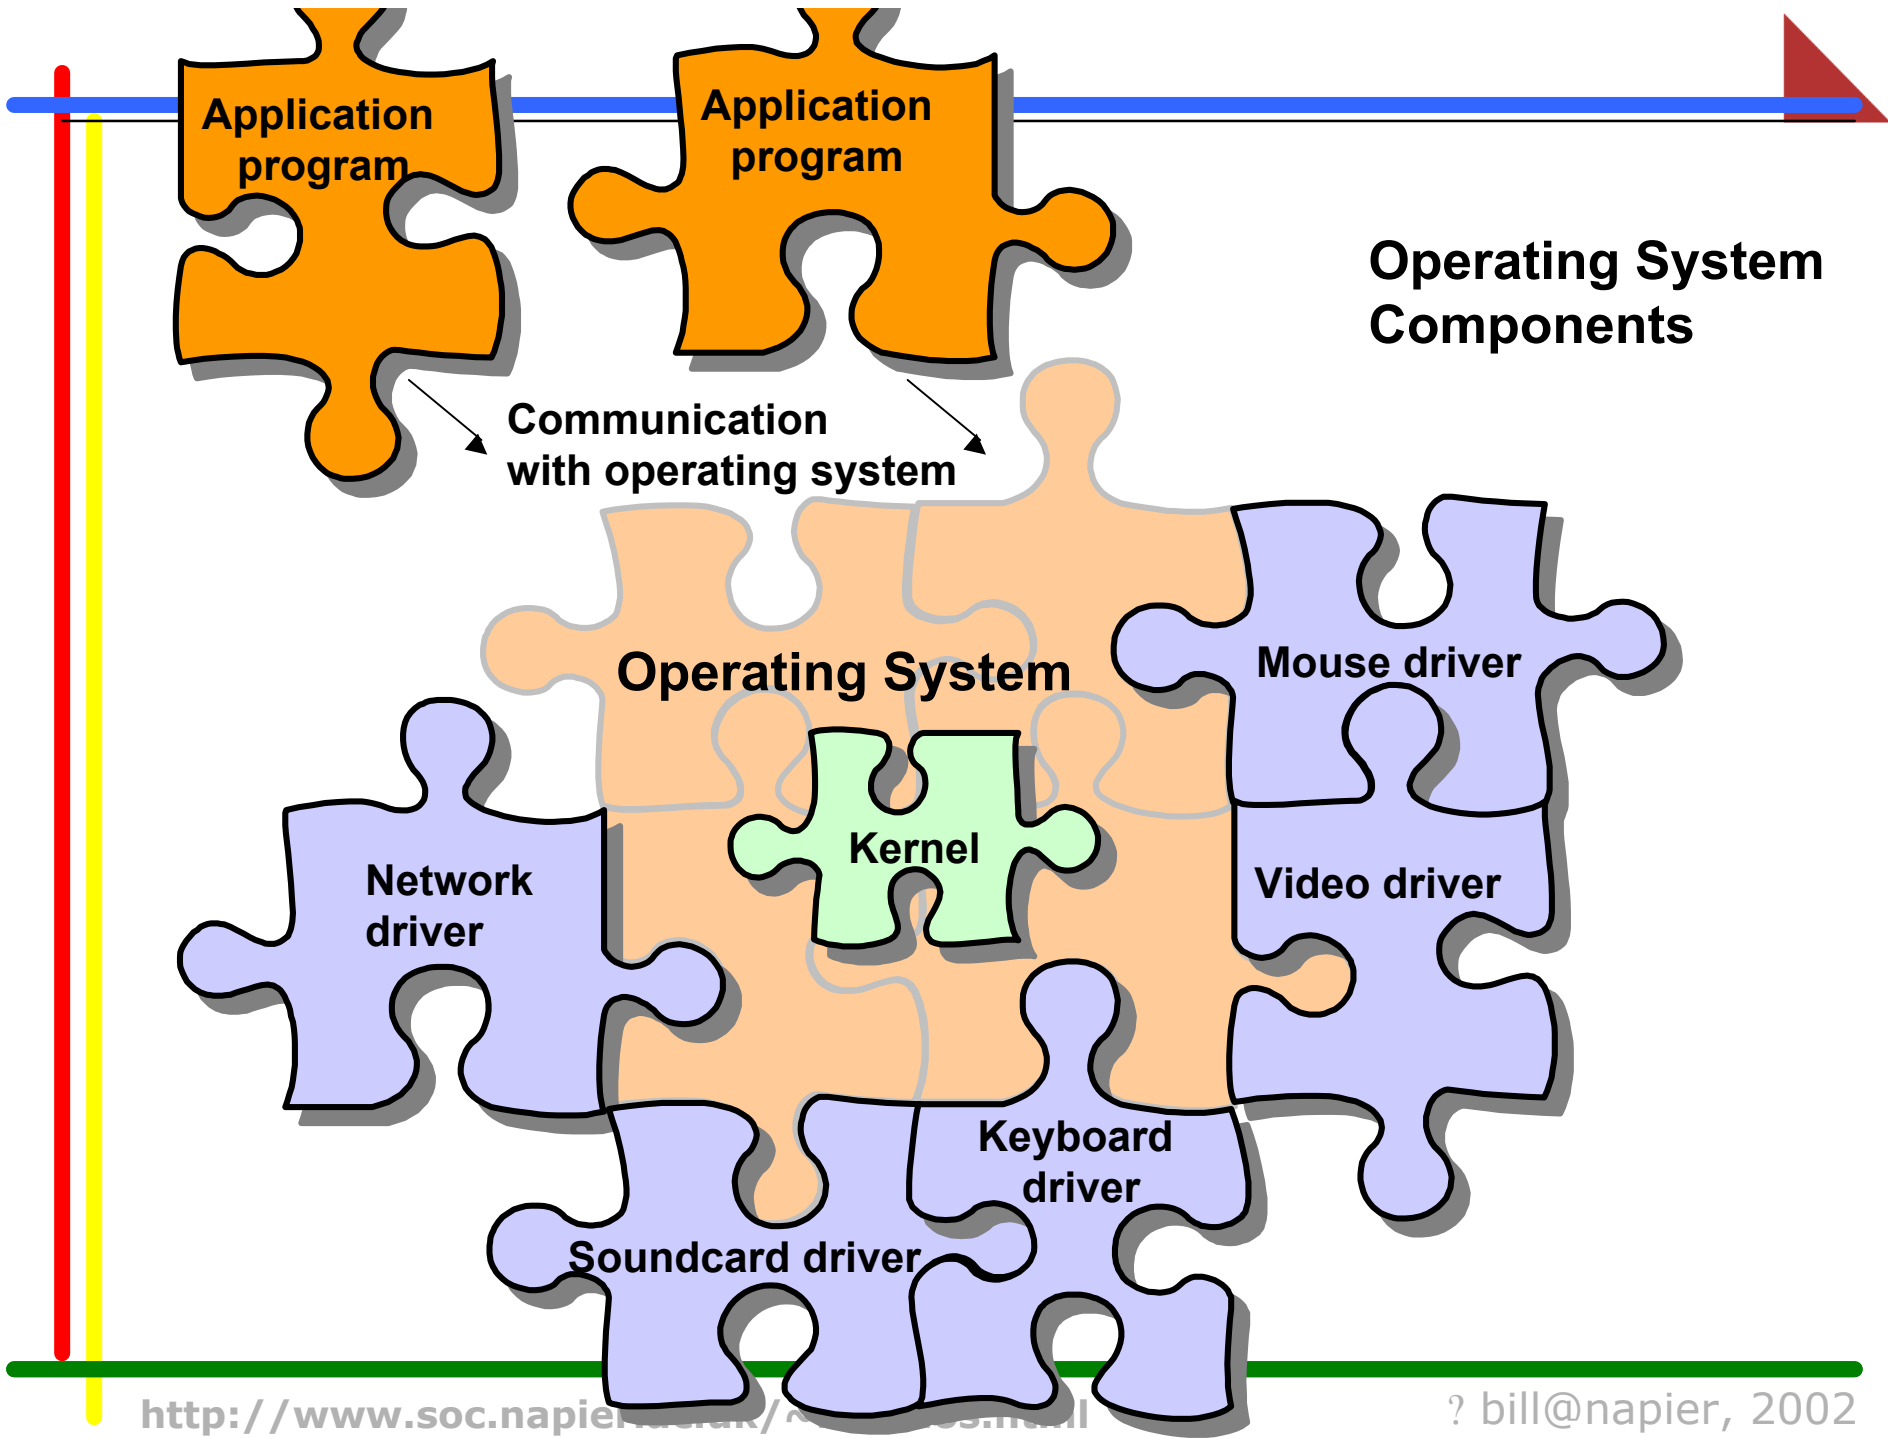 Application
program
Application
program
Operating System
Components
Communication
with operating system
Operating System
Mouse driver
Kernel
Network
driver
Video driver
Keyboard
driver
Soundcard driver
? bill@napier, 2002